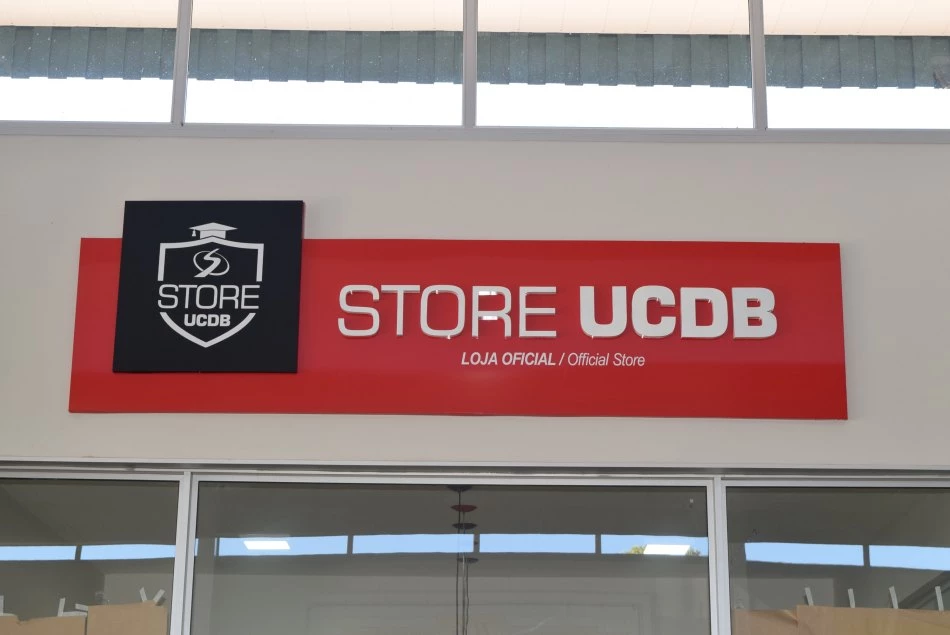 STORE
UCDB
STORE UCDB
LOJA OFICIAL / Official Store